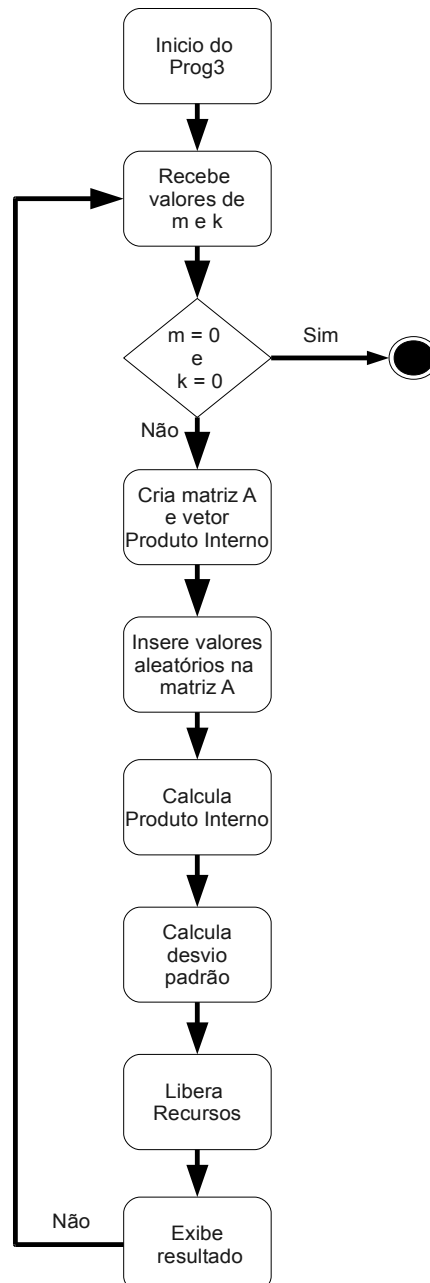 Inicio do
Prog3
Recebe
valores de
m e k
m = 0
e
k = 0
Sim
Não
Cria matriz A
e vetor
Produto Interno
Insere valores
aleatórios na
matriz A
Calcula
Produto Interno
Calcula
desvio
padrão
Libera
Recursos
Não
Exibe
resultado